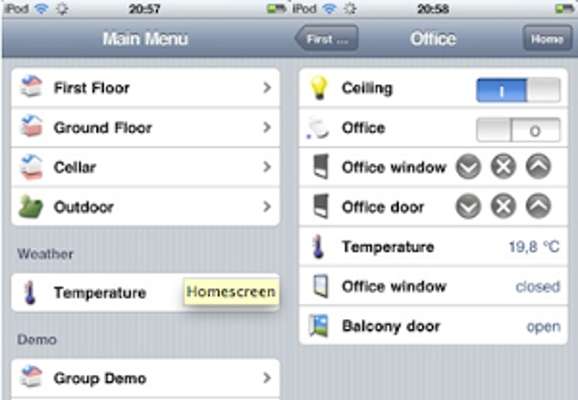 iPod 20:57
Main Menu
First Floor
Ground Floor
Cellar
Outdoor
Weather
Temperature
Homescreen
Demo
Group Demo
iPod 20:58
First ...
Office
Home
Ceiling I
Office O
Office window
Office door
Temperature 19,8 °C
Office window closed
Balcony door open